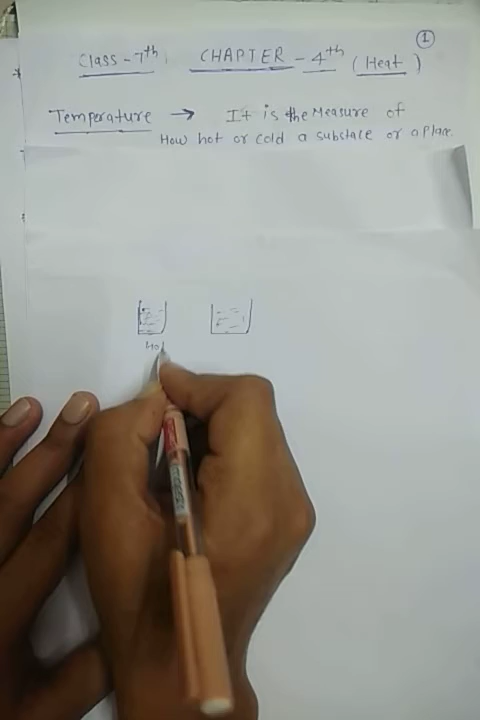 ①
Class - 7th CHAPTER - 4th (Heat)
Temperature → It is the Measure of
How hot or cold a substace or a place.
Hot